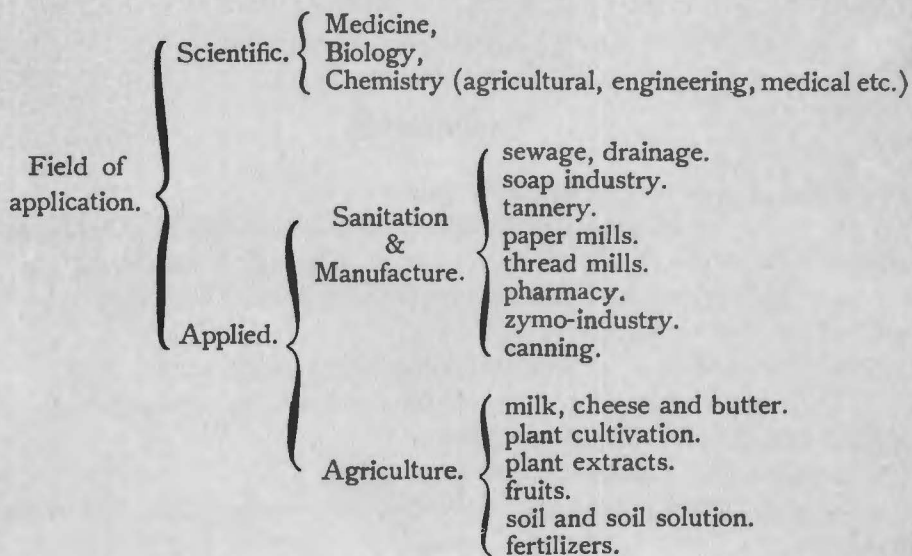 Medicine,
Scientific. Biology,
Chemistry (agricultural, engineering, medical etc.)
Field of
application.
sewage, drainage.
soap industry.
tannery.
Sanitation
&
Manufacture.
paper mills.
thread mills.
pharmacy.
zymo-industry.
canning.
Applied.
milk, cheese and butter.
plant cultivation.
Agriculture.
plant extracts.
fruits.
soil and soil solution.
fertilizers.